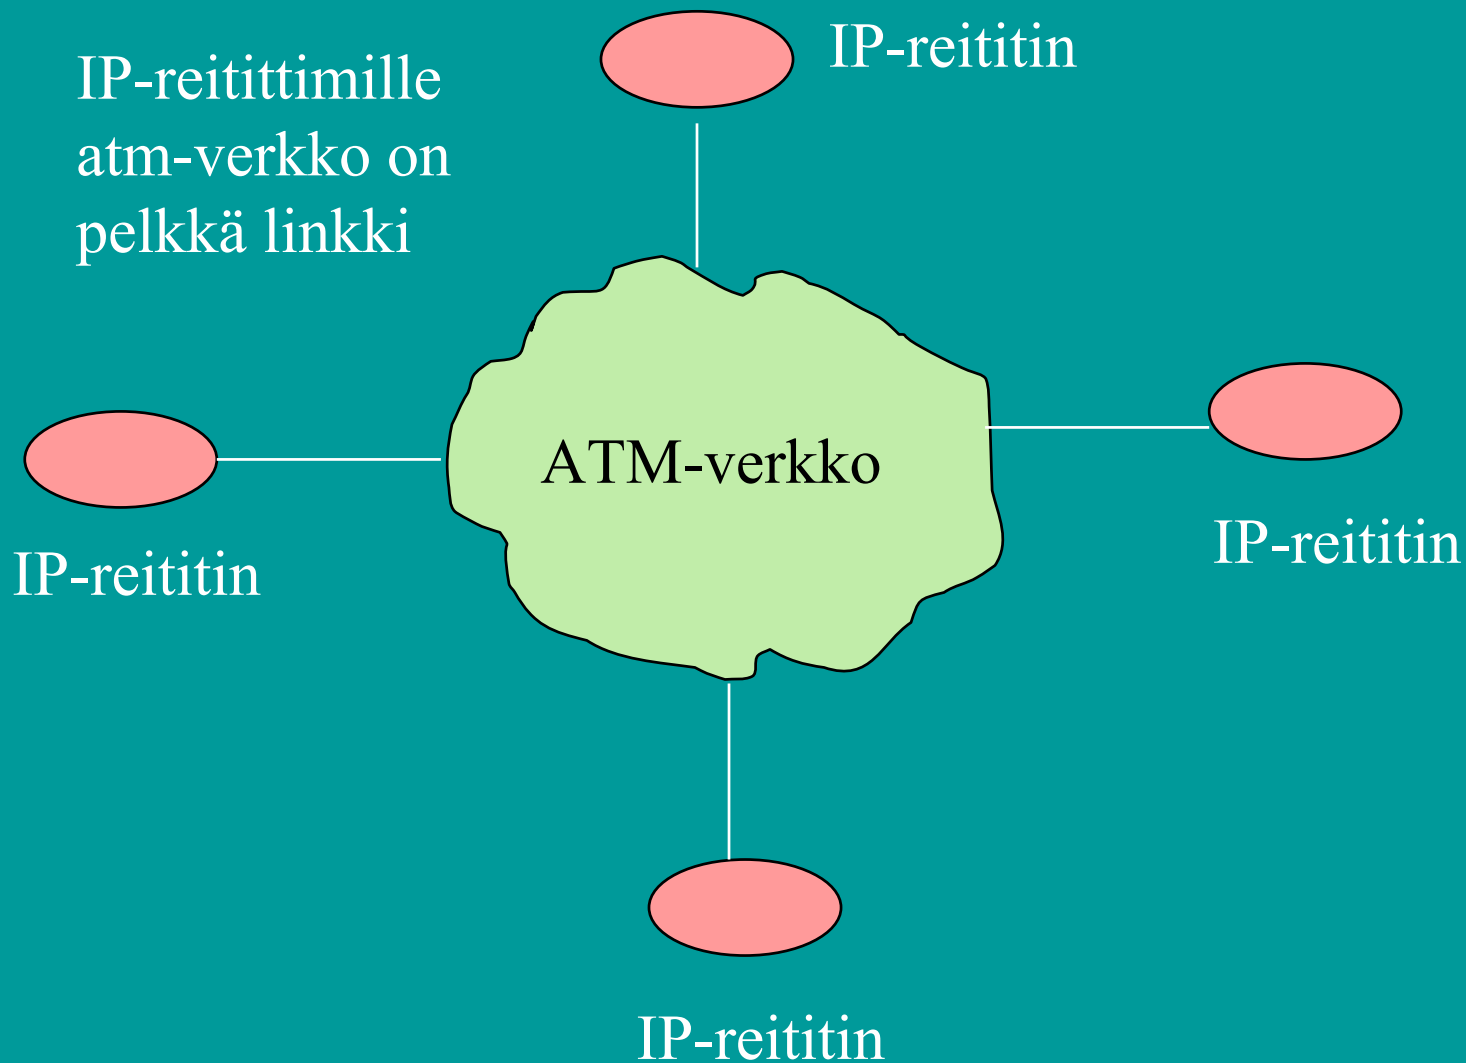 IP-reitittimille
atm-verkko on
pelkkä linkki
IP-reititin
ATM-verkko
IP-reititin
IP-reititin
IP-reititin